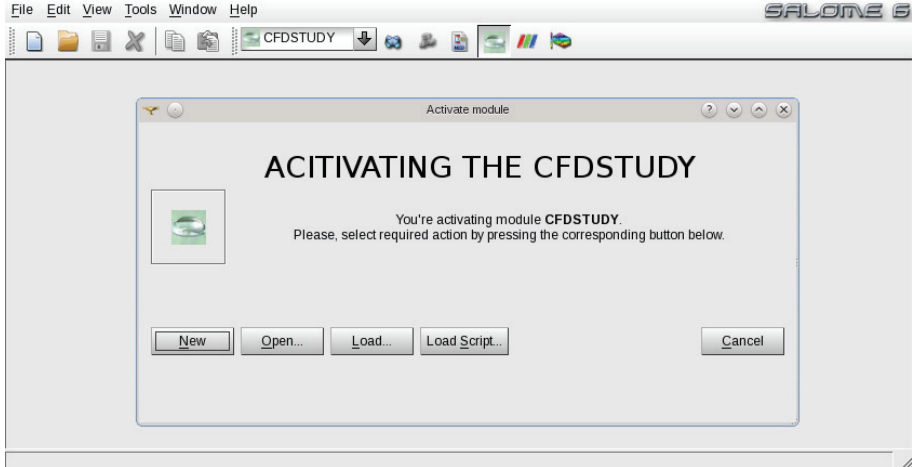 File Edit View Tools Window Help
SALOME 6
CFDSTUDY
Activate module
ACITIVATING THE CFDSTUDY
You're activating module CFDSTUDY.
Please, select required action by pressing the corresponding button below.
New Open... Load... Load Script... Cancel